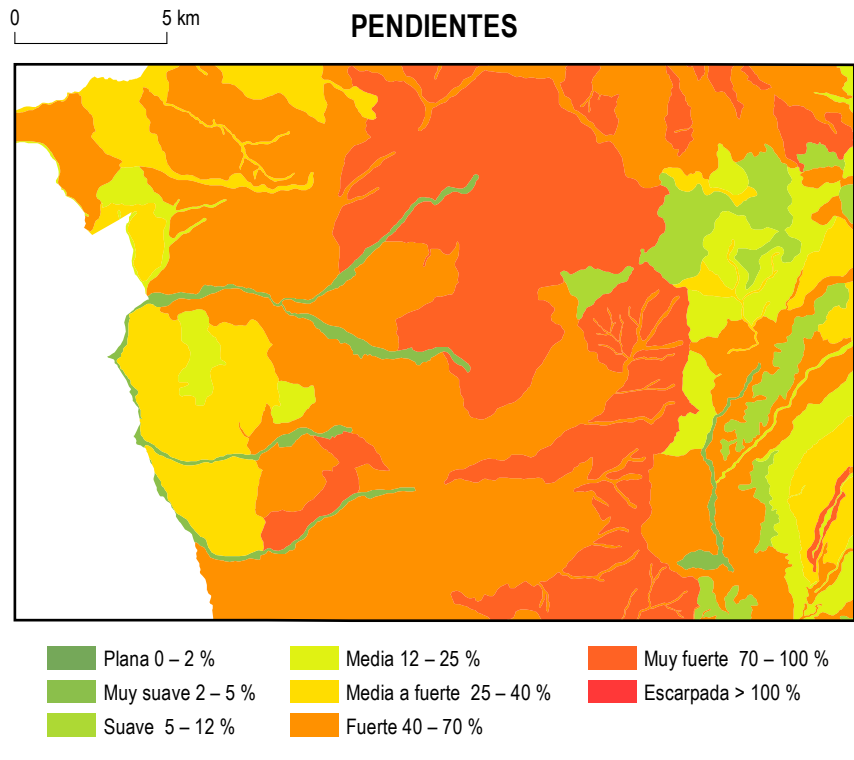 0 5 km
PENDIENTES
Plana 0 – 2 %
Muy suave 2 – 5 %
Suave 5 – 12 %
Media 12 – 25 %
Media a fuerte 25 – 40 %
Fuerte 40 – 70 %
Muy fuerte 70 – 100 %
Escarpada > 100 %